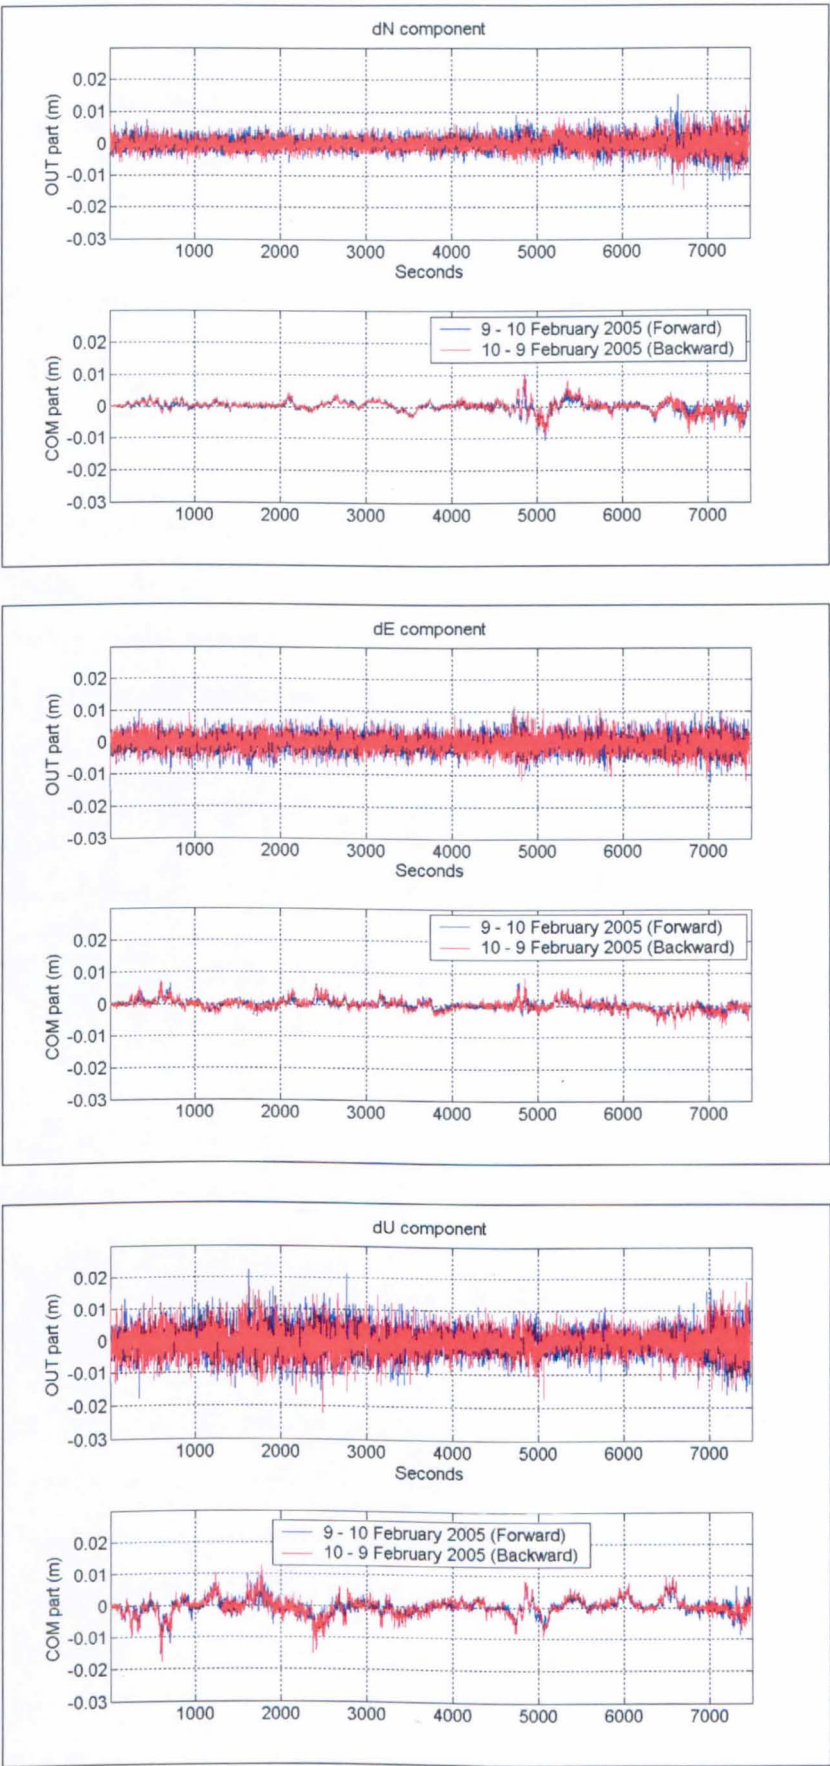 dN component
OUT part (m)
0.02
0.01
0
-0.01
-0.02
-0.03
1000 2000 3000 4000 5000 6000 7000
Seconds
COM part (m)
0.02
0.01
0
-0.01
-0.02
-0.03
9 - 10 February 2005 (Forward)
10 - 9 February 2005 (Backward)
1000 2000 3000 4000 5000 6000 7000
dE component
OUT part (m)
0.02
0.01
0
-0.01
-0.02
-0.03
1000 2000 3000 4000 5000 6000 7000
Seconds
COM part (m)
0.02
0.01
0
-0.01
-0.02
-0.03
9 - 10 February 2005 (Forward)
10 - 9 February 2005 (Backward)
1000 2000 3000 4000 5000 6000 7000
dU component
OUT part (m)
0.02
0.01
0
-0.01
-0.02
-0.03
1000 2000 3000 4000 5000 6000 7000
Seconds
COM part (m)
0.02
0.01
0
-0.01
-0.02
-0.03
9 - 10 February 2005 (Forward)
10 - 9 February 2005 (Backward)
1000 2000 3000 4000 5000 6000 7000